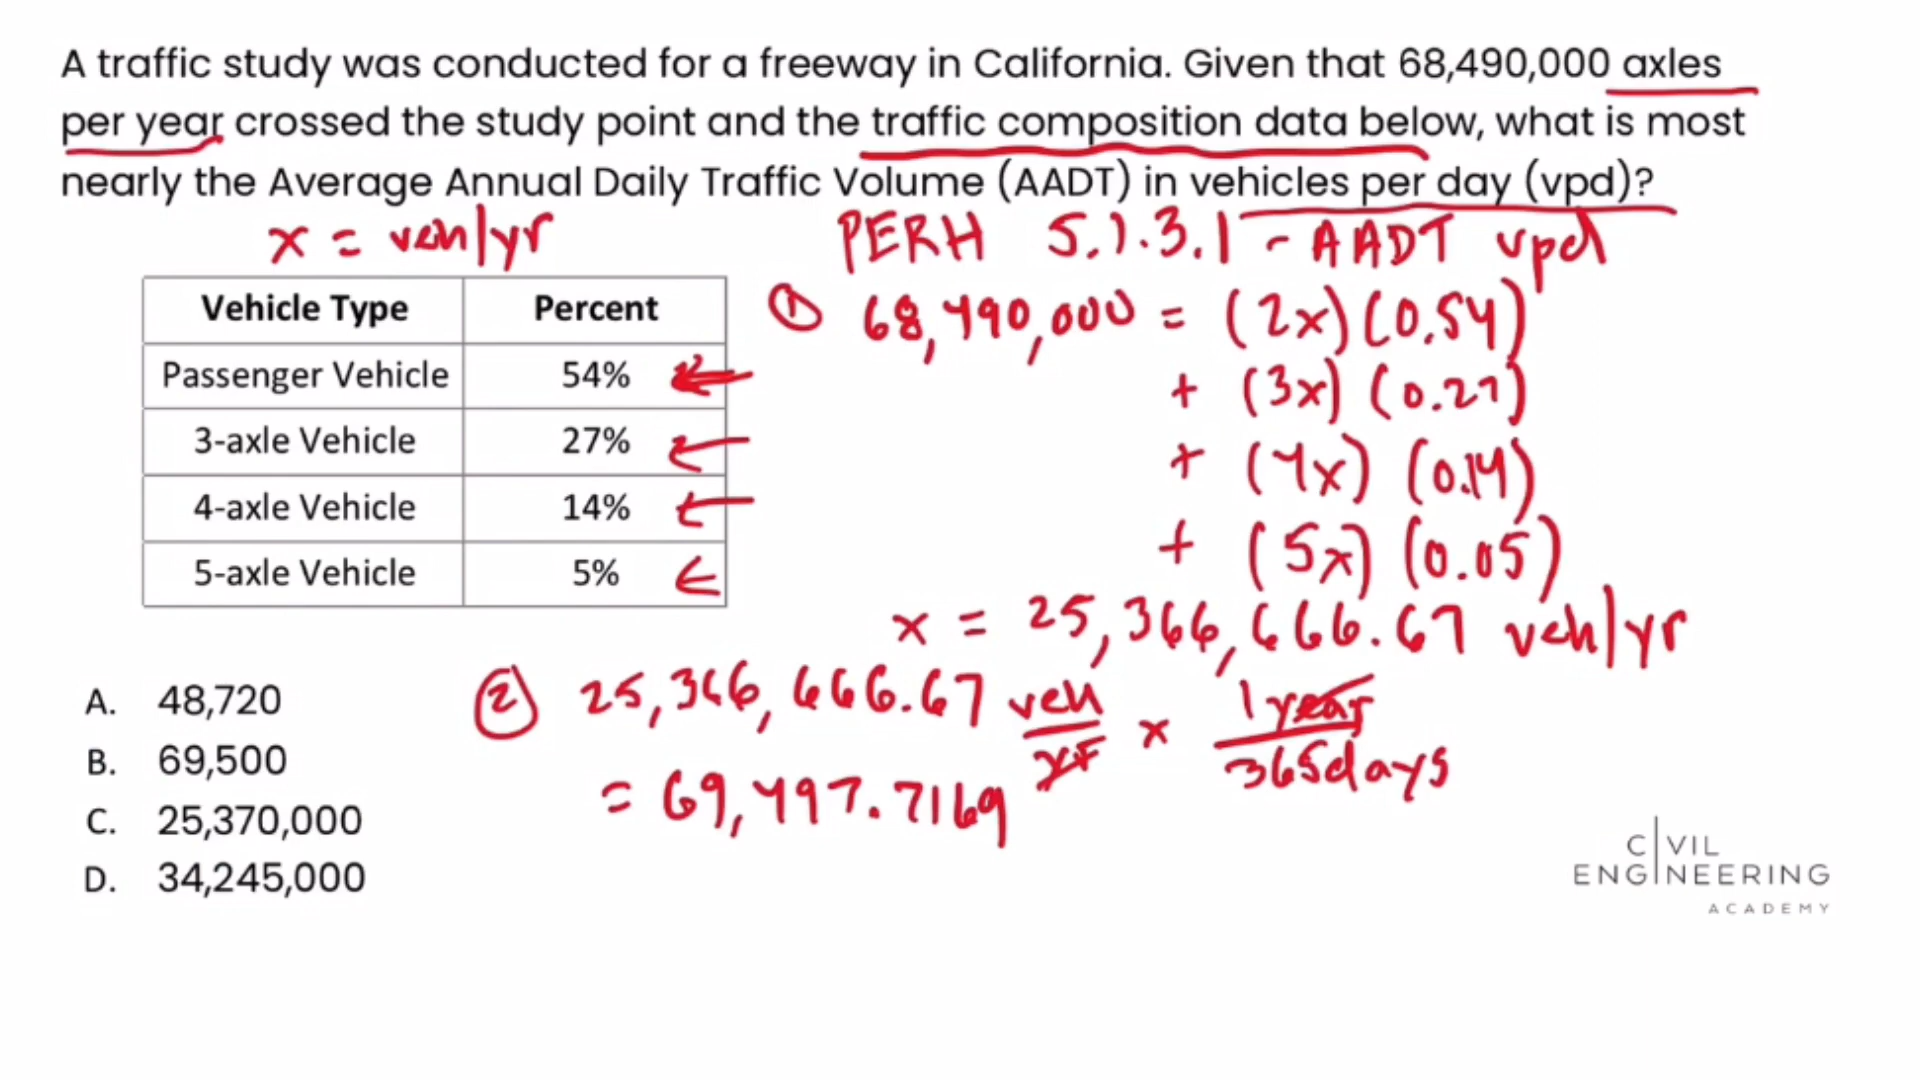 A traffic study was conducted for a freeway in California. Given that 68,490,000 axles
per year crossed the study point and the traffic composition data below, what is most
nearly the Average Annual Daily Traffic Volume (AADT) in vehicles per day (vpd)?
x = veh/yr
PERH 5.1.3.1 - AADT vpd
Vehicle Type Percent
Passenger Vehicle 54%
3-axle Vehicle 27%
4-axle Vehicle 14%
5-axle Vehicle 5%
① 68,490,000 = (2x)(0.54)
+ (3x)(0.27)
+ (4x)(0.14)
+ (5x)(0.05)
x = 25,366,666.67 veh/yr
② 25,366,666.67 veh/yr x 1 year/365days
= 69,497.7169
A. 48,720
B. 69,500
C. 25,370,000
D. 34,245,000
CIVIL
ENGINEERING
ACADEMY